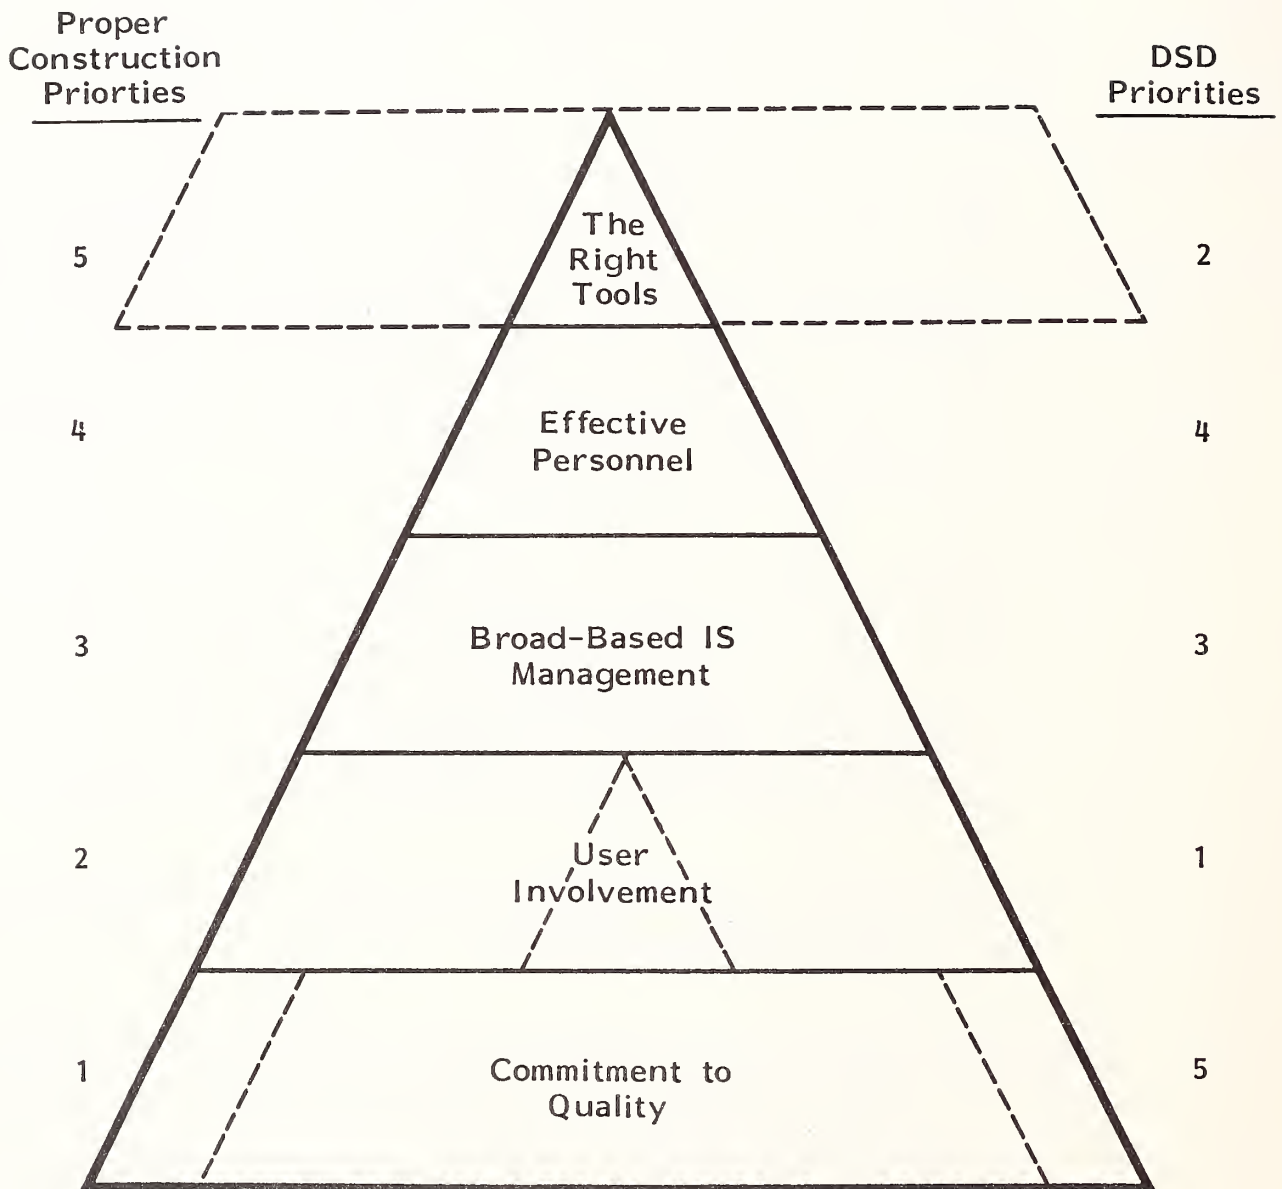 Proper
Construction
Priorties
DSD
Priorities
5
The
Right
Tools
2
4
Effective
Personnel
4
3
Broad-Based IS
Management
3
2
User
Involvement
1
1
Commitment to
Quality
5